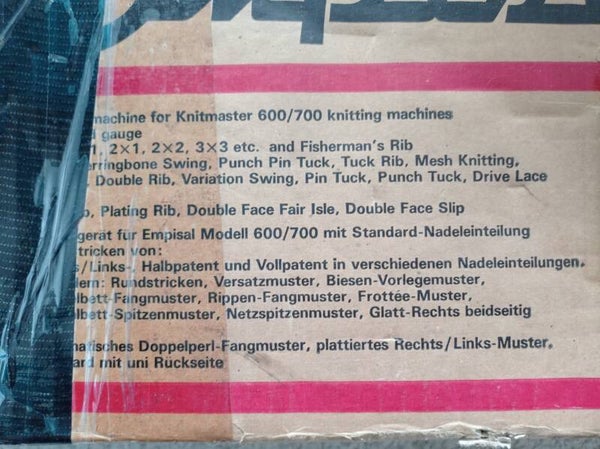 machine for Knitmaster 600/700 knitting machines
gauge
1, 2×1, 2×2, 3×3 etc. and Fisherman's Rib
erringbone Swing, Punch Pin Tuck, Tuck Rib, Mesh Knitting,
Double Rib, Variation Swing, Pin Tuck, Punch Tuck, Drive Lace
b, Plating Rib, Double Face Fair Isle, Double Face Slip
gerät für Empisal Modell 600/700 mit Standard-Nadeleinteilung
tricken von:
s/Links-, Halbpatent und Vollpatent in verschiedenen Nadeleinteilungen.
dern: Rundstricken, Versatzmuster, Biesen-Vorlegemuster,
lbett-Fangmuster, Rippen-Fangmuster, Frottée-Muster,
lbett-Spitzenmuster, Netzspitzenmuster, Glatt-Rechts beidseitig
matisches Doppelperl-Fangmuster, plattiertes Rechts/Links-Muster.
ard mit uni Rückseite